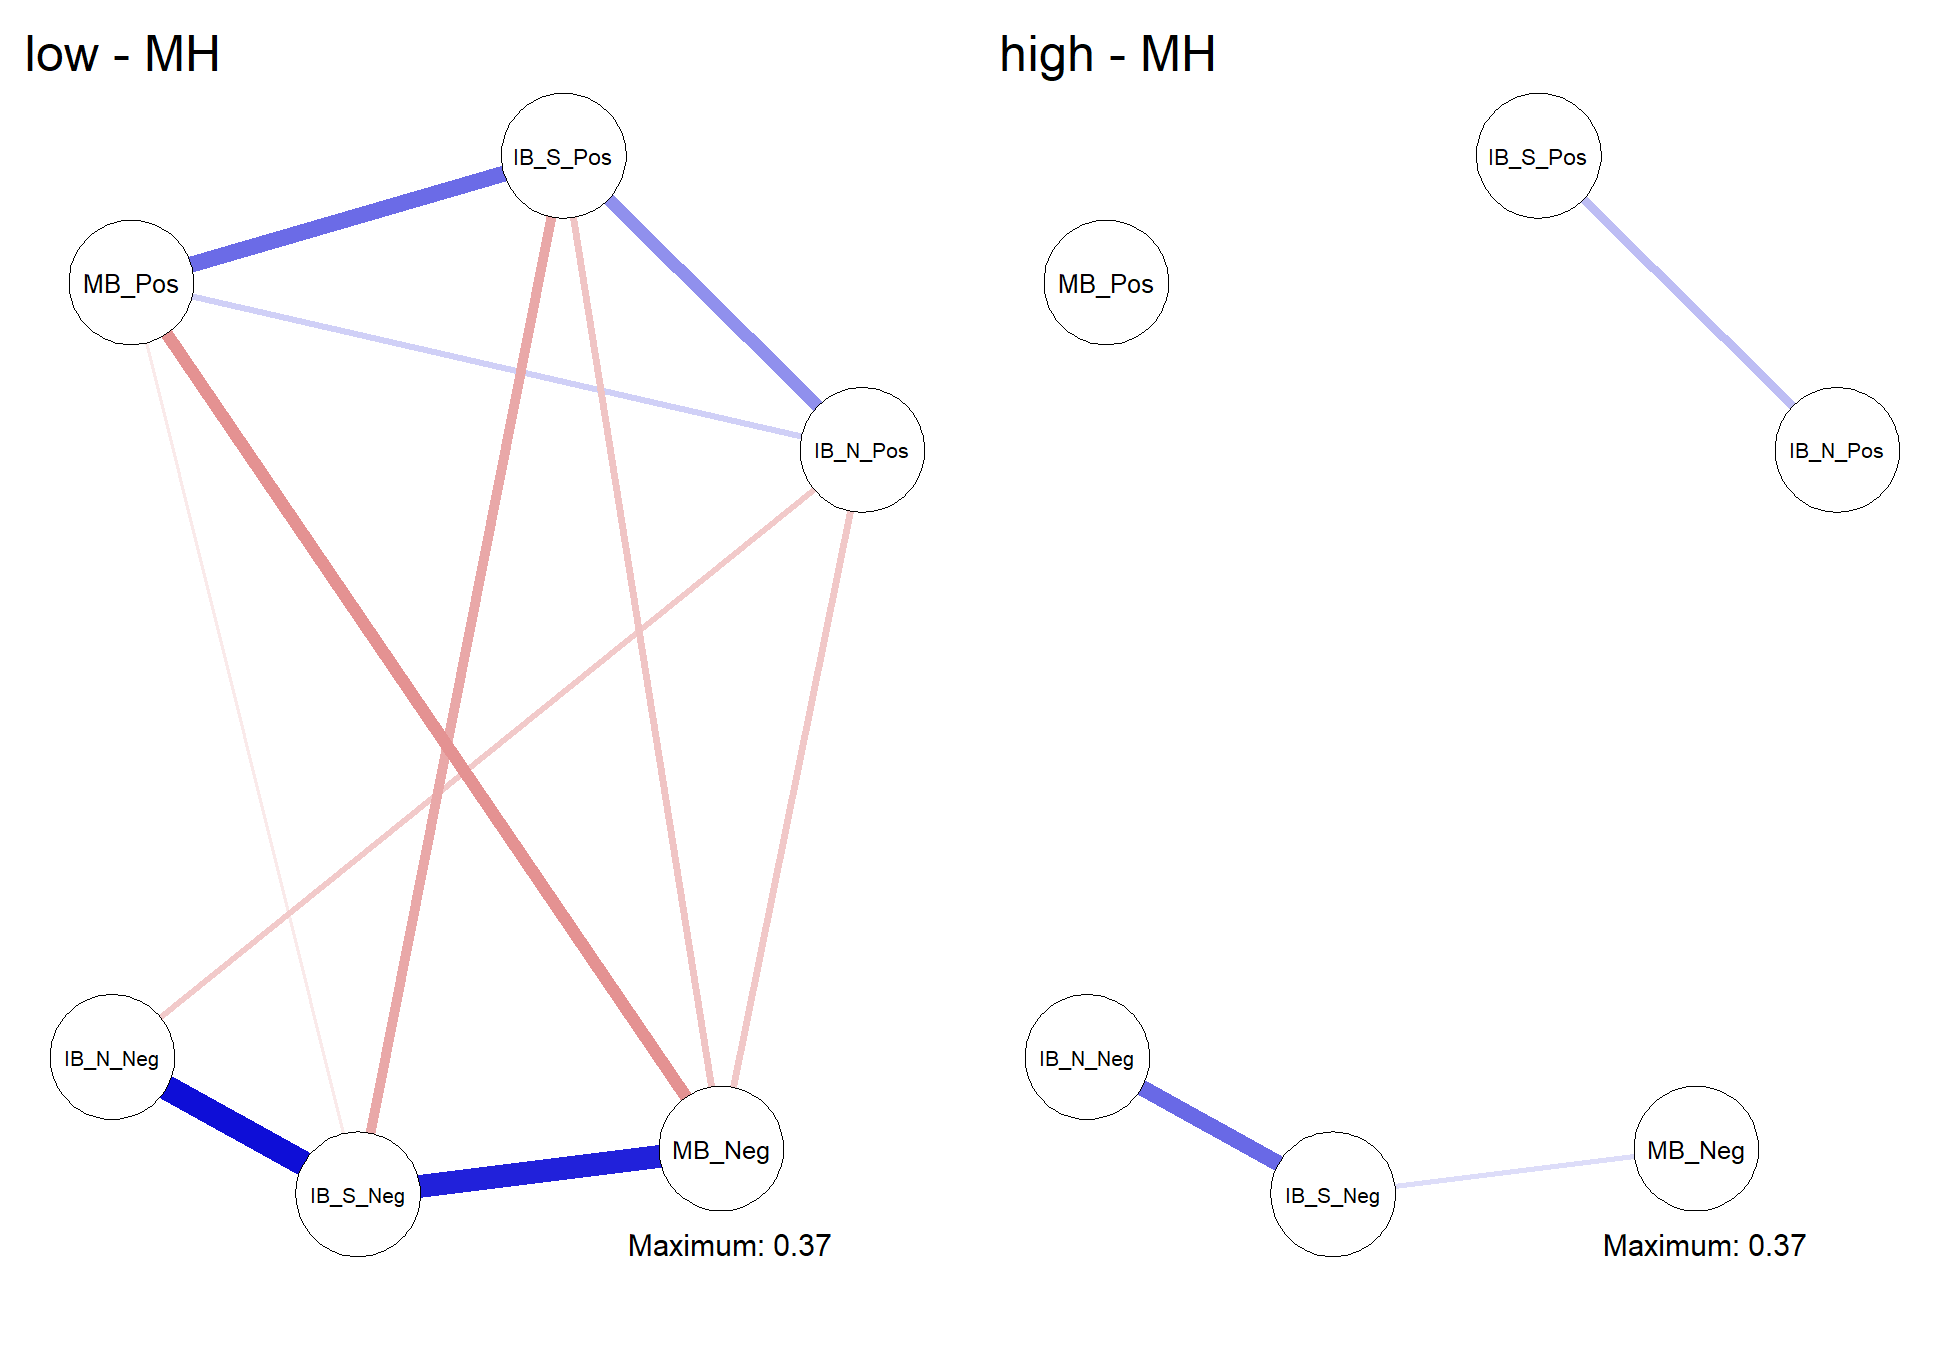 low - MH
IB_S_Pos
MB_Pos
IB_N_Pos
IB_N_Neg
IB_S_Neg
MB_Neg
Maximum: 0.37
high - MH
IB_S_Pos
MB_Pos
IB_N_Pos
IB_N_Neg
IB_S_Neg
MB_Neg
Maximum: 0.37